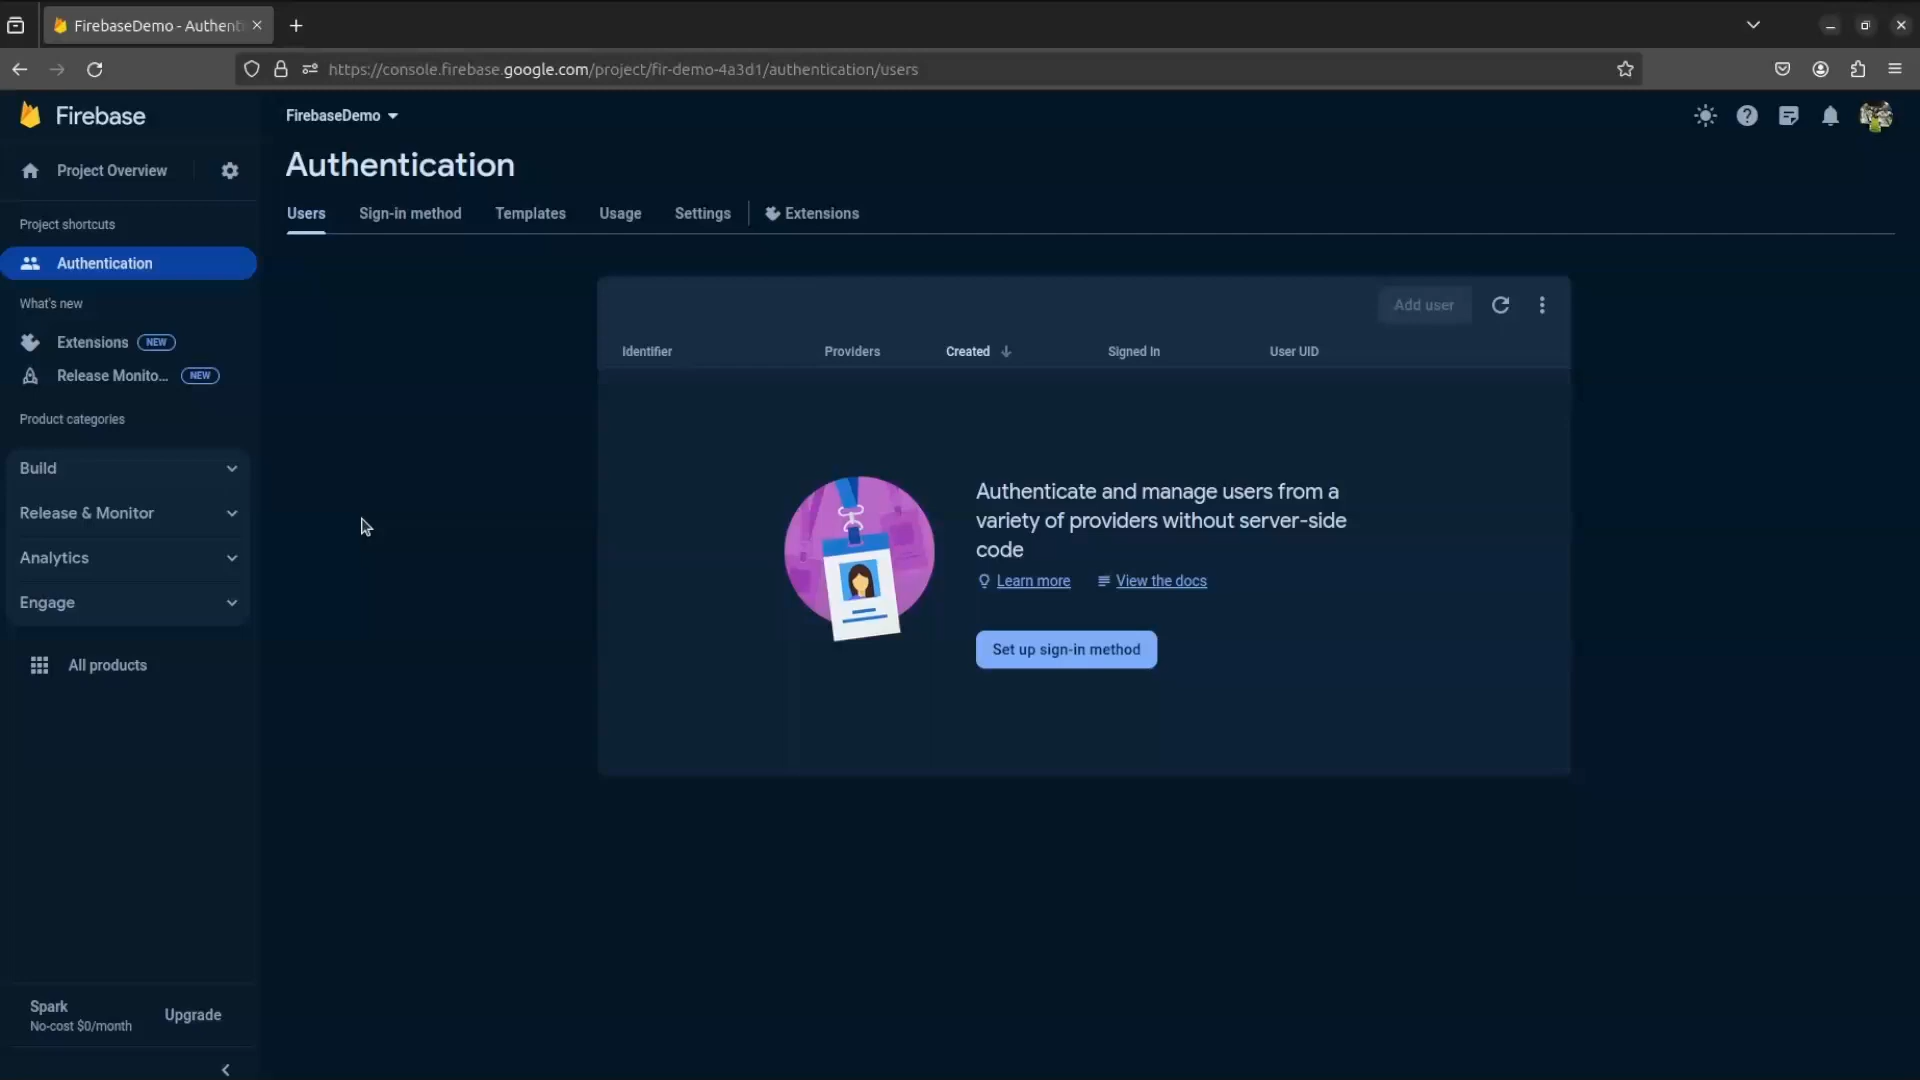 FirebaseDemo - Authent
https://console.firebase.google.com/project/fir-demo-4a3d1/authentication/users
Firebase
FirebaseDemo
Project Overview
Authentication
Users
Sign-in method
Templates
Usage
Settings
Extensions
Project shortcuts
Authentication
What's new
Extensions NEW
Release Monito... NEW
Product categories
Build
Release & Monitor
Analytics
Engage
All products
Add user
Identifier
Providers
Created
Signed In
User UID
Authenticate and manage users from a
variety of providers without server-side
code
Learn more
View the docs
Set up sign-in method
Spark
No-cost $0/month
Upgrade